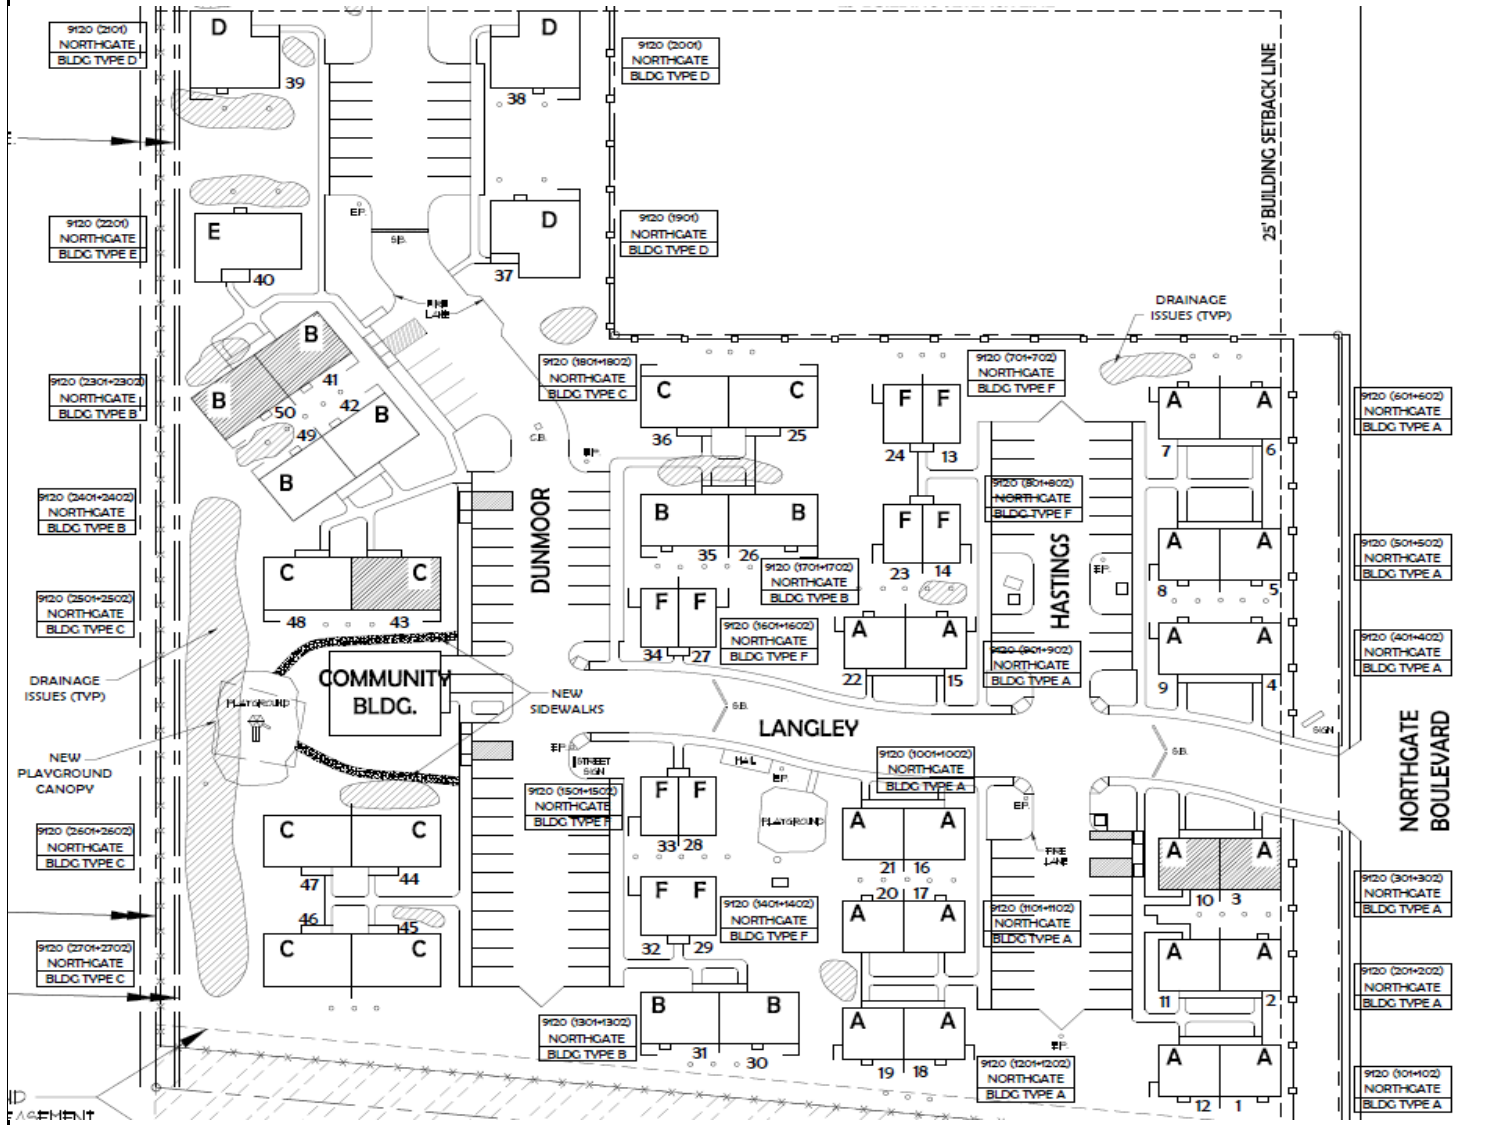 9120 (2101)
NORTHGATE
BLDG TYPE D
D
39
D
38
9120 (2001)
NORTHGATE
BLDG TYPE D
25' BUILDING SETBACK LINE
9120 (2201)
NORTHGATE
BLDG TYPE E
E
40
E.P.
S.B.
D
37
9120 (1901)
NORTHGATE
BLDG TYPE D
FIRE
LANE
DRAINAGE
ISSUES (TYP)
9120 (2301+2302)
NORTHGATE
BLDG TYPE B
B
41
B
50
42
B
49
B
9120 (1801+1802)
NORTHGATE
BLDG TYPE C
C
C
36
25
9120 (701+702)
NORTHGATE
BLDG TYPE F
F
F
24
13
A
A
7
6
9120 (601+602)
NORTHGATE
BLDG TYPE A
9120 (2401+2402)
NORTHGATE
BLDG TYPE B
DUNMOOR
B
B
35
26
9120 (801+802)
NORTHGATE
BLDG TYPE F
F
F
23
14
HASTINGS
E.P.
A
A
8
5
9120 (501+502)
NORTHGATE
BLDG TYPE A
9120 (2501+2502)
NORTHGATE
BLDG TYPE C
C
C
48
43
9120 (1701+1702)
NORTHGATE
BLDG TYPE B
F
F
34
27
9120 (1601+1602)
NORTHGATE
BLDG TYPE F
A
A
22
15
9120 (901+902)
NORTHGATE
BLDG TYPE A
A
A
9
4
9120 (401+402)
NORTHGATE
BLDG TYPE A
DRAINAGE
ISSUES (TYP)
PLAYGROUND
COMMUNITY
BLDG.
NEW
SIDEWALKS
S.B.
LANGLEY
S.B.
SIGN
NORTHGATE
BOULEVARD
NEW
PLAYGROUND
CANOPY
E.P.
STREET
SIGN
E.P.
9120 (1001+1002)
NORTHGATE
BLDG TYPE A
9120 (1501+1502)
NORTHGATE
BLDG TYPE F
F
F
33
28
PLAYGROUND
A
A
21
16
E.P.
FIRE
LANE
A
A
10
3
9120 (301+302)
NORTHGATE
BLDG TYPE A
9120 (2601+2602)
NORTHGATE
BLDG TYPE C
C
C
47
44
F
F
32
29
9120 (1401+1402)
NORTHGATE
BLDG TYPE F
20
17
A
A
9120 (1101+1102)
NORTHGATE
BLDG TYPE A
46
45
C
C
9120 (2701+2702)
NORTHGATE
BLDG TYPE C
A
A
11
2
9120 (201+202)
NORTHGATE
BLDG TYPE A
9120 (1301+1302)
NORTHGATE
BLDG TYPE B
B
B
31
30
A
A
19
18
E.P.
9120 (1201+1202)
NORTHGATE
BLDG TYPE A
A
A
12
1
9120 (101+102)
NORTHGATE
BLDG TYPE A